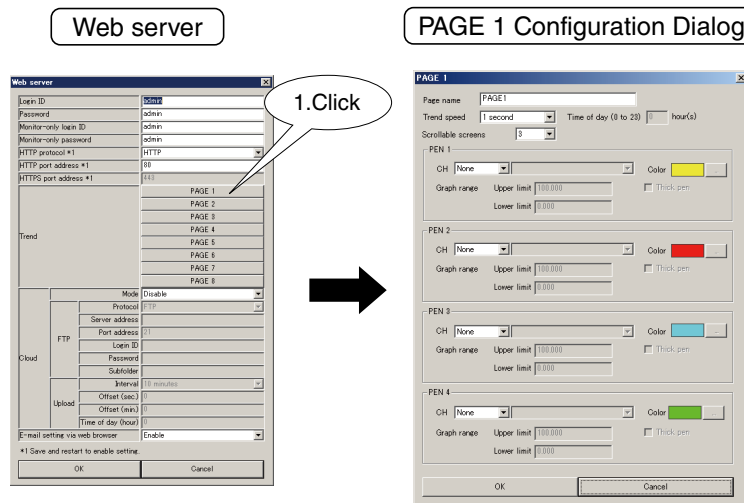 Web server
PAGE 1 Configuration Dialog
Web server
Login ID admin
Password admin
Monitor-only login ID admin
Monitor-only password admin
HTTP protocol *1 HTTP
HTTP port address *1 80
HTTPS port address *1 443
Trend
PAGE 1
PAGE 2
PAGE 3
PAGE 4
PAGE 5
PAGE 6
PAGE 7
PAGE 8
Cloud
Mode Disable
FTP
Protocol FTP
Server address
Port address 21
Login ID
Password
Subfolder
Upload
Interval 10 minutes
Offset (sec.) 0
Offset (min.) 0
Time of day (hour) 0
E-mail setting via web browser Enable
*1 Save and restart to enable setting.
OK Cancel
1.Click
PAGE 1
Page name PAGE1
Trend speed 1 second Time of day (0 to 23) 0 hour(s)
Scrollable screens 3
PEN 1
CH None Color ...
Graph range Upper limit 100.000 Thick pen
Lower limit 0.000
PEN 2
CH None Color ...
Graph range Upper limit 100.000 Thick pen
Lower limit 0.000
PEN 3
CH None Color ...
Graph range Upper limit 100.000 Thick pen
Lower limit 0.000
PEN 4
CH None Color ...
Graph range Upper limit 100.000 Thick pen
Lower limit 0.000
OK Cancel